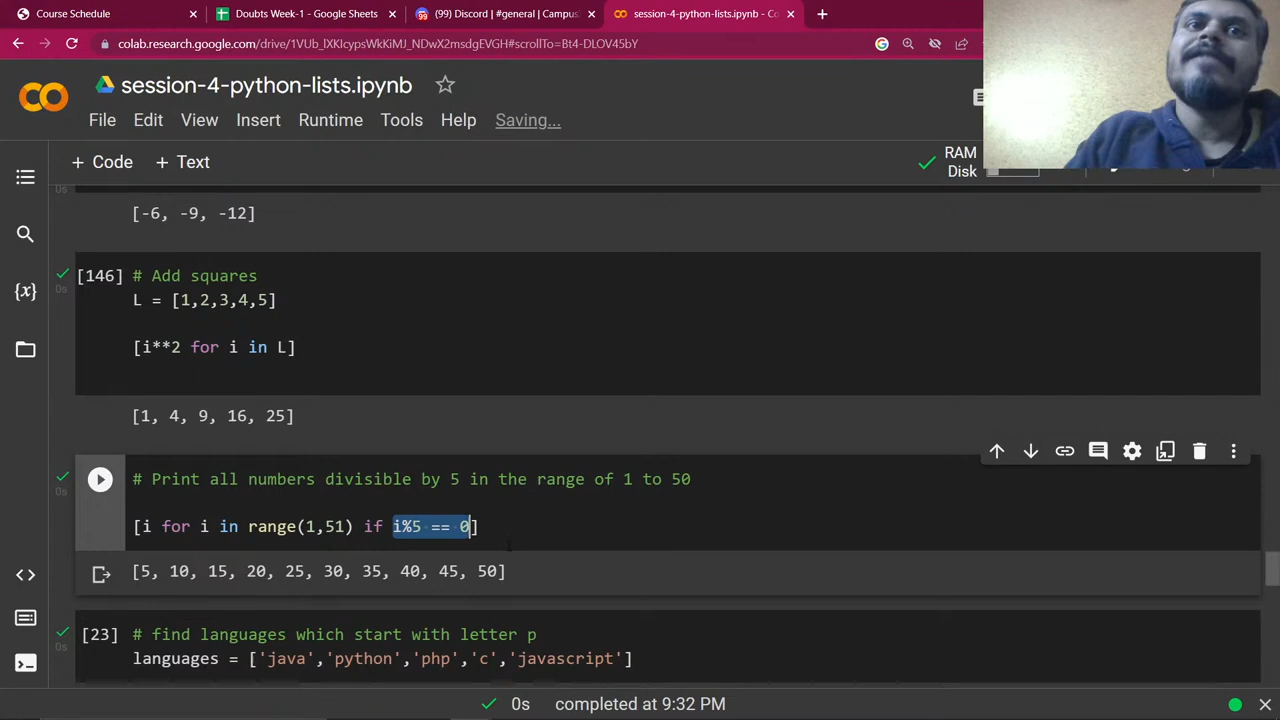 Course Schedule
Doubts Week-1 - Google Sheets
(99) Discord | #general | Campus
session-4-python-lists.ipynb - Co
colab.research.google.com/drive/1VUb_lXKIcypsWkKiMJ_NDwX2msdgEVGH#scrollTo=Bt4-DLOV45bY
session-4-python-lists.ipynb
File Edit View Insert Runtime Tools Help Saving...
+ Code + Text
RAM
Disk
0s
[-6, -9, -12]
[146] # Add squares
0s L = [1,2,3,4,5]
[i**2 for i in L]
[1, 4, 9, 16, 25]
# Print all numbers divisible by 5 in the range of 1 to 50
0s
[i for i in range(1,51) if i%5 == 0]
[5, 10, 15, 20, 25, 30, 35, 40, 45, 50]
[23] # find languages which start with letter p
0s languages = ['java','python','php','c','javascript']
0s completed at 9:32 PM